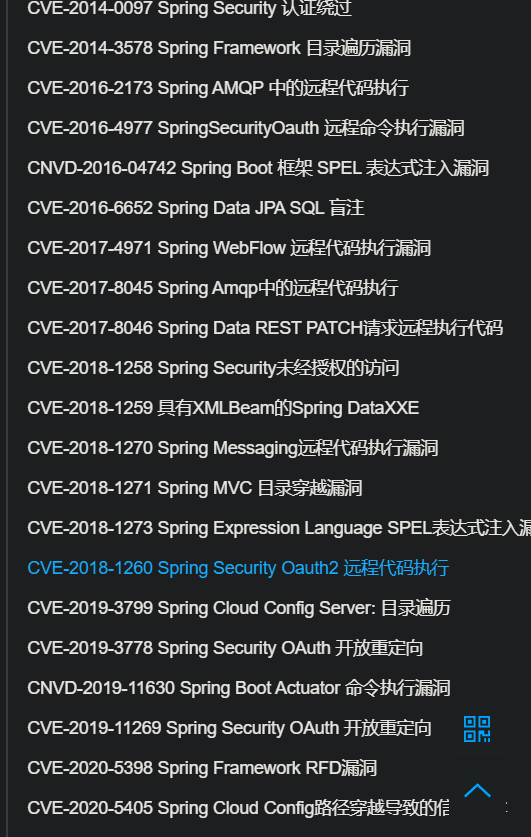 CVE-2014-0097 Spring Security 认证绕过
CVE-2014-3578 Spring Framework 目录遍历漏洞
CVE-2016-2173 Spring AMQP 中的远程代码执行
CVE-2016-4977 SpringSecurityOauth 远程命令执行漏洞
CNVD-2016-04742 Spring Boot 框架 SPEL 表达式注入漏洞
CVE-2016-6652 Spring Data JPA SQL 盲注
CVE-2017-4971 Spring WebFlow 远程代码执行漏洞
CVE-2017-8045 Spring Amqp中的远程代码执行
CVE-2017-8046 Spring Data REST PATCH请求远程执行代码
CVE-2018-1258 Spring Security未经授权的访问
CVE-2018-1259 具有XMLBeam的Spring DataXXE
CVE-2018-1270 Spring Messaging远程代码执行漏洞
CVE-2018-1271 Spring MVC 目录穿越漏洞
CVE-2018-1273 Spring Expression Language SPEL表达式注入漏
CVE-2018-1260 Spring Security Oauth2 远程代码执行
CVE-2019-3799 Spring Cloud Config Server: 目录遍历
CVE-2019-3778 Spring Security OAuth 开放重定向
CNVD-2019-11630 Spring Boot Actuator 命令执行漏洞
CVE-2019-11269 Spring Security OAuth 开放重定向
CVE-2020-5398 Spring Framework RFD漏洞
CVE-2020-5405 Spring Cloud Config路径穿越导致的信